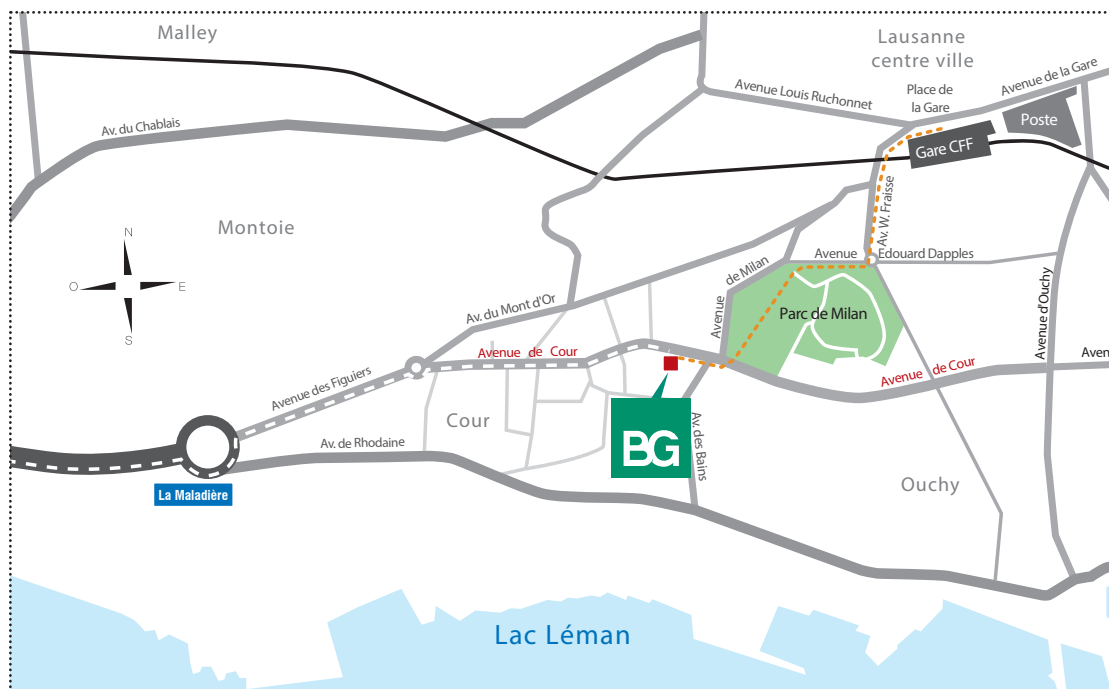 Malley
Lausanne
centre ville
Avenue de la Gare
Place de
la Gare
Avenue Louis Ruchonnet
Poste
Gare CFF
Av. du Chablais
Av. W. Fraisse
Montoie
N
O
E
S
Avenue
Edouard Dapples
Avenue
de Milan
Parc de Milan
Avenue d'Ouchy
Av. du Mont d'Or
Avenue de Cour
Avenue de Cour
Aven
Avenue des Figuiers
Cour
BG
Av. des Bains
Av. de Rhodaine
Ouchy
La Maladière
Lac Léman